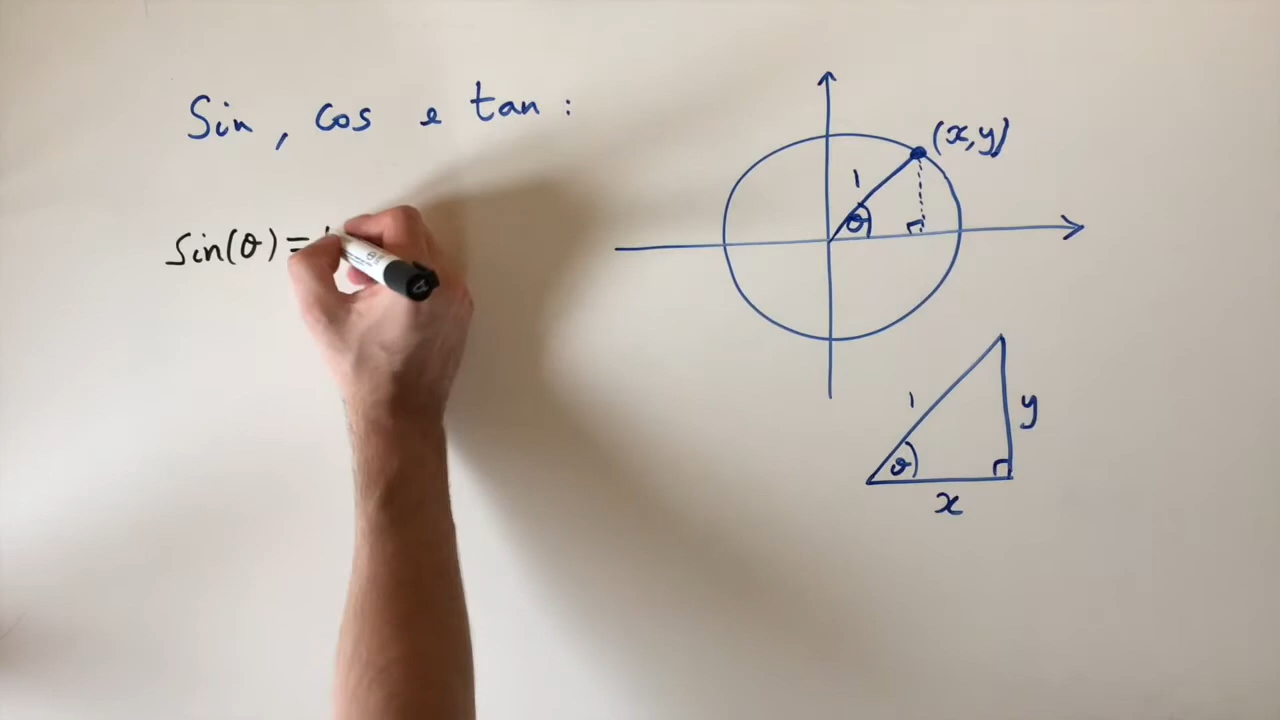 Sin, cos e tan:
(x,y)
1
θ
sin(θ)=
1
y
θ
x